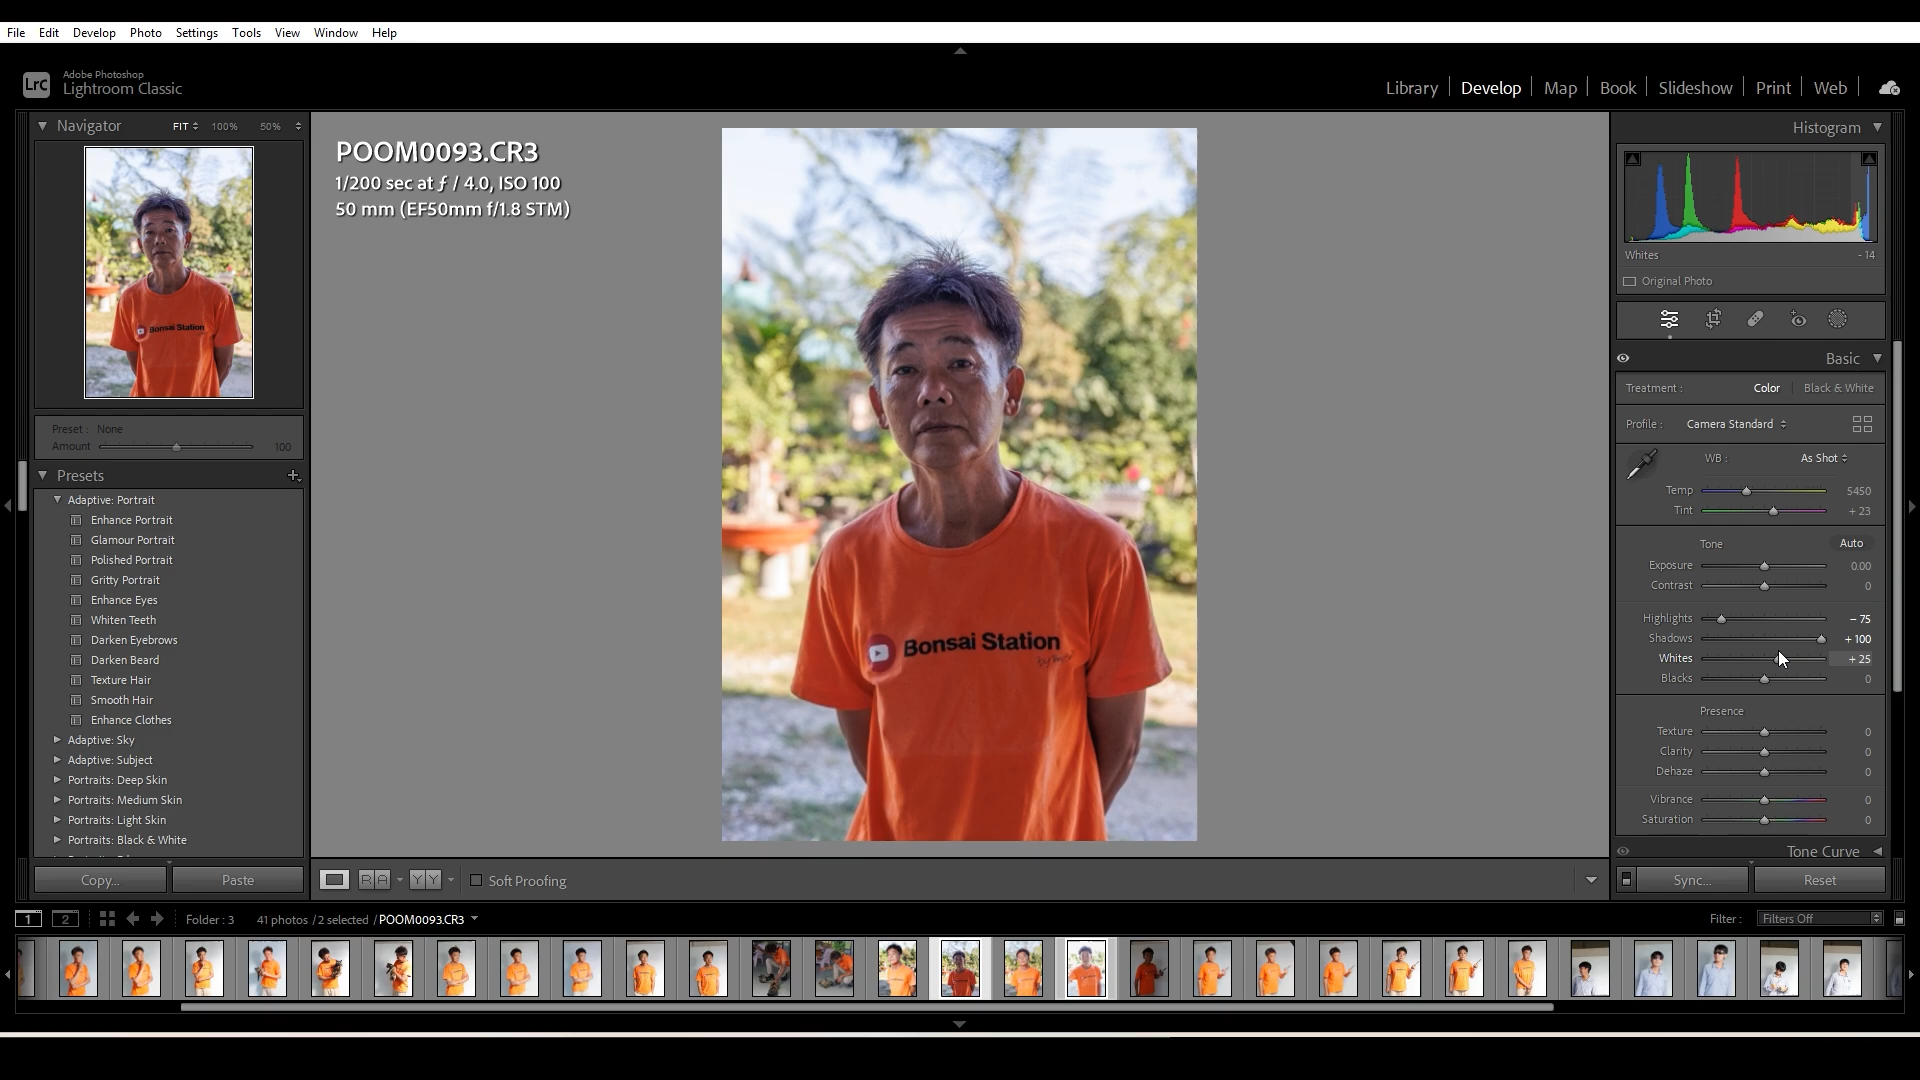 File Edit Develop Photo Settings Tools View Window Help
LrC
Adobe Photoshop
Lightroom Classic
Library Develop Map Book Slideshow Print Web
Navigator FIT 100% 50%
Preset : None
Amount 100
Presets
Adaptive: Portrait
Enhance Portrait
Glamour Portrait
Polished Portrait
Gritty Portrait
Enhance Eyes
Whiten Teeth
Darken Eyebrows
Darken Beard
Texture Hair
Smooth Hair
Enhance Clothes
Adaptive: Sky
Adaptive: Subject
Portraits: Deep Skin
Portraits: Medium Skin
Portraits: Light Skin
Portraits: Black & White
Copy... Paste
POOM0093.CR3
1/200 sec at ƒ / 4.0, ISO 100
50 mm (EF50mm f/1.8 STM)
Bonsai Station
Bonsai Station
Soft Proofing
Histogram
Whites - 14
Original Photo
Basic
Treatment : Color Black & White
Profile : Camera Standard
WB : As Shot
Temp 5450
Tint + 23
Tone Auto
Exposure 0.00
Contrast 0
Highlights – 75
Shadows + 100
Whites + 25
Blacks 0
Presence
Texture 0
Clarity 0
Dehaze 0
Vibrance 0
Saturation 0
Tone Curve
Sync... Reset
1 2 Folder : 3 41 photos / 2 selected / POOM0093.CR3 Filter : Filters Off